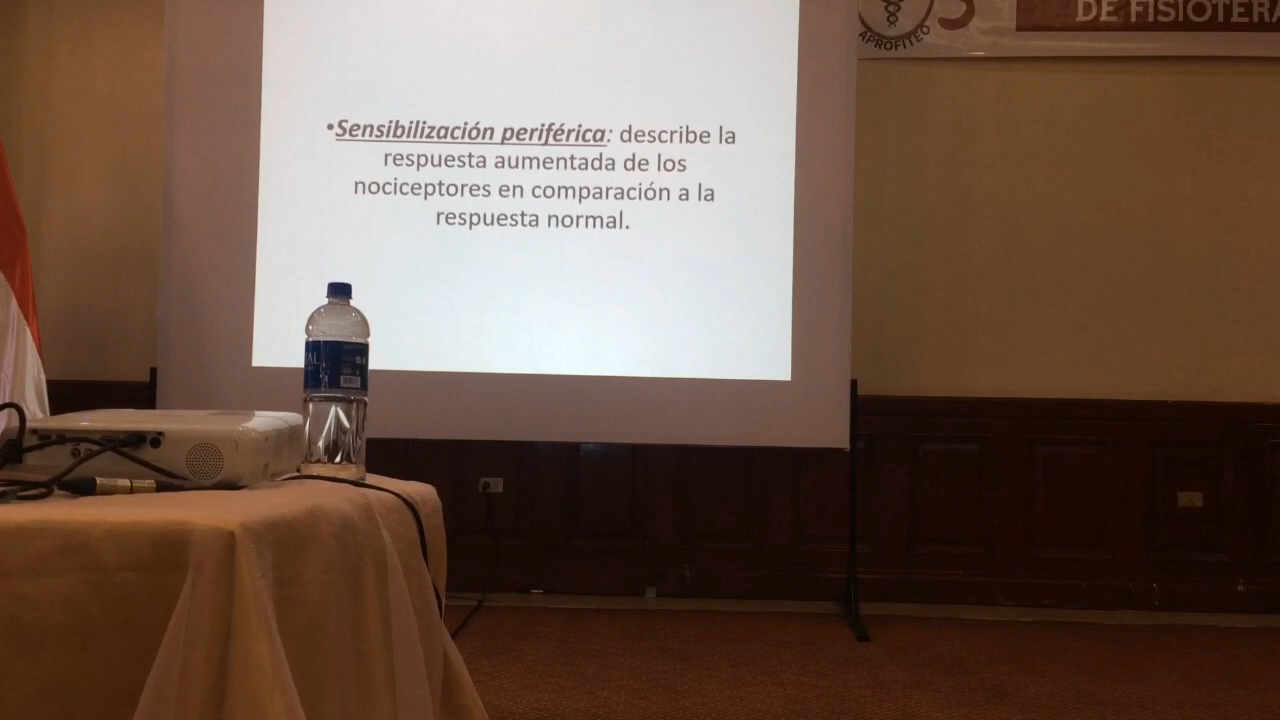 DE FISIOTERA
APROFITEO
•Sensibilización periférica: describe la
respuesta aumentada de los
nociceptores en comparación a la
respuesta normal.